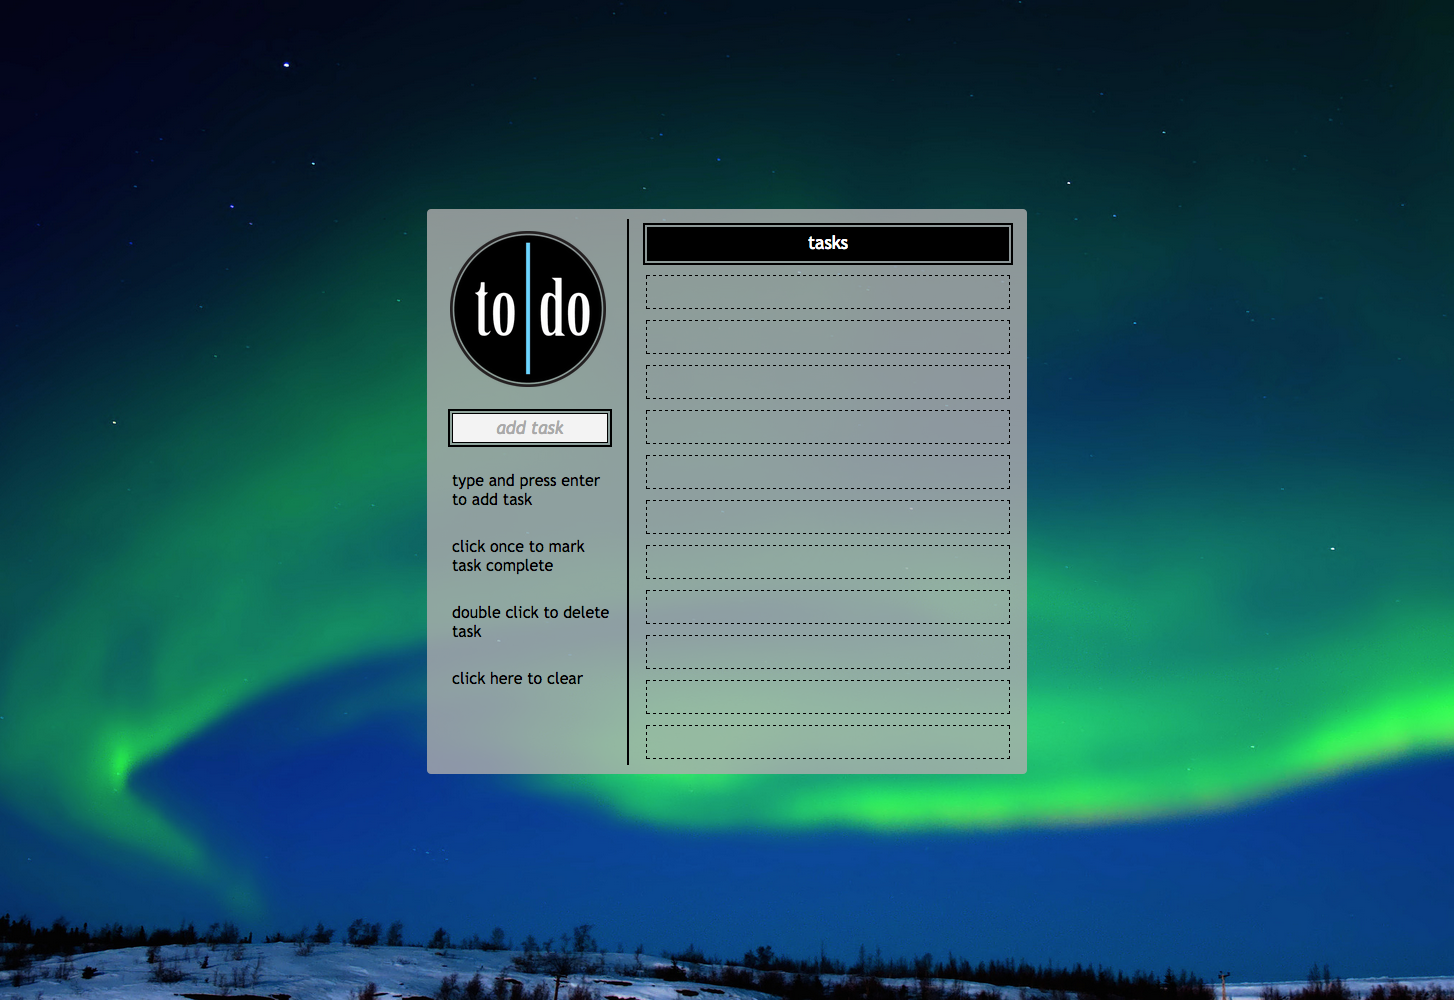 to do
add task
type and press enter
to add task
click once to mark
task complete
double click to delete
task
click here to clear
tasks